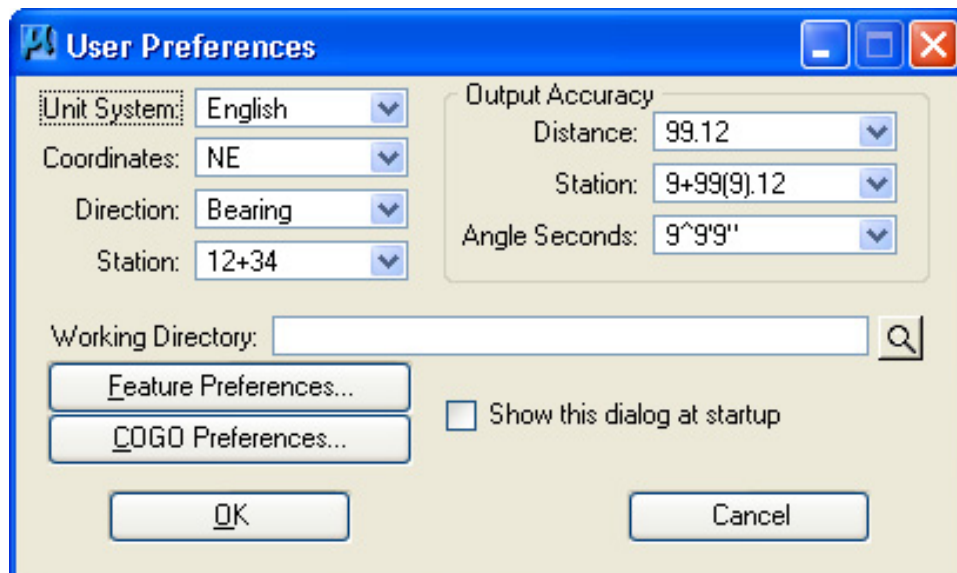 User Preferences
Unit System: English
Coordinates: NE
Direction: Bearing
Station: 12+34
Output Accuracy
Distance: 99.12
Station: 9+99(9).12
Angle Seconds: 9^9'9"
Working Directory:
Feature Preferences...
COGO Preferences...
Show this dialog at startup
OK
Cancel